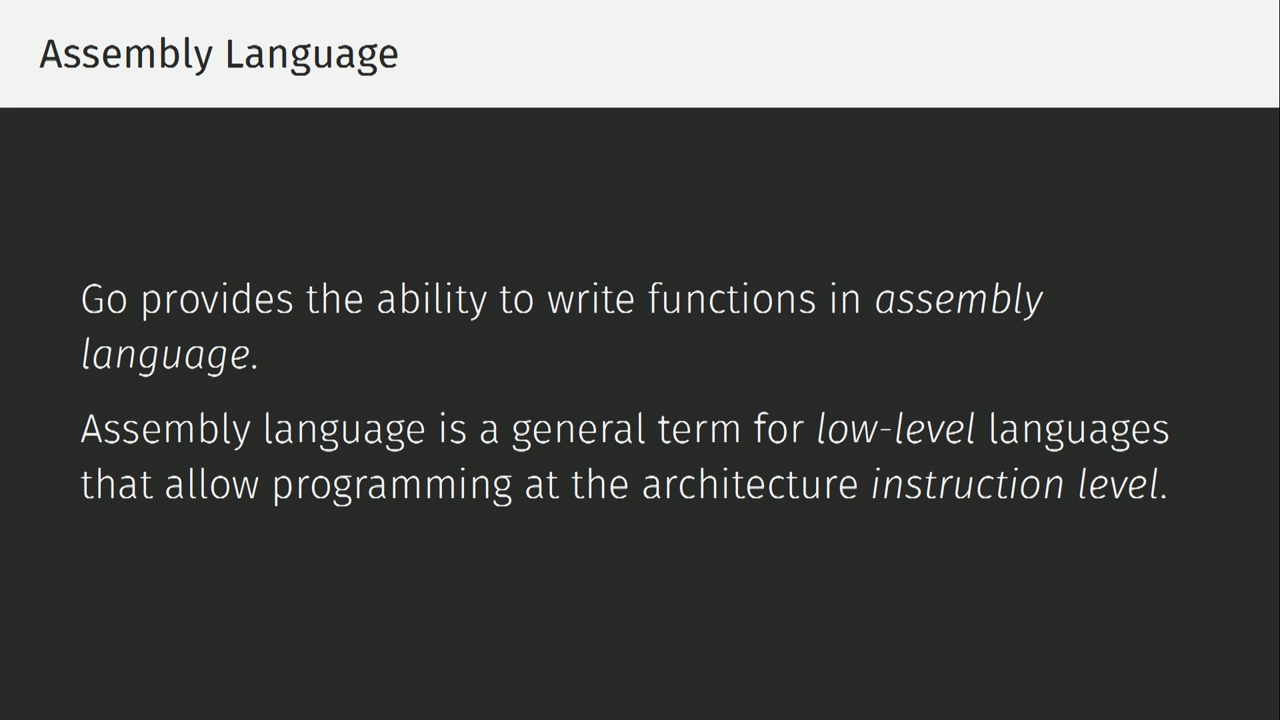 Assembly Language
Go provides the ability to write functions in assembly
language.
Assembly language is a general term for low-level languages
that allow programming at the architecture instruction level.